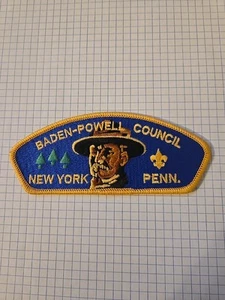 BADEN-POWELL COUNCIL
NEW YORK PENN.